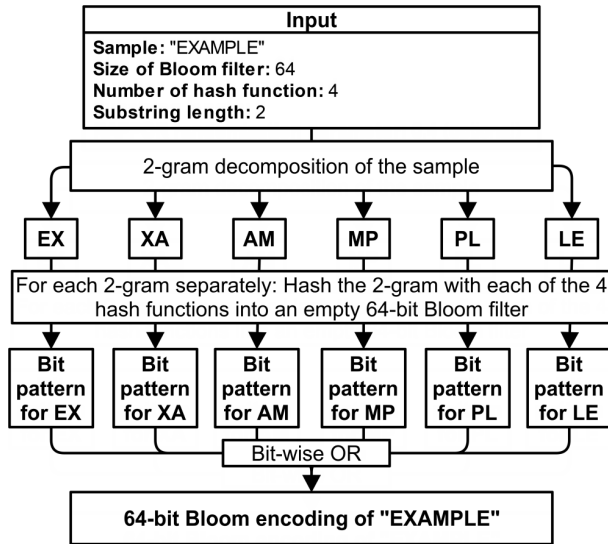 Input
Sample: "EXAMPLE"
Size of Bloom filter: 64
Number of hash function: 4
Substring length: 2
2-gram decomposition of the sample
EX XA AM MP PL LE
For each 2-gram separately: Hash the 2-gram with each of the 4
hash functions into an empty 64-bit Bloom filter
Bit Bit Bit Bit Bit Bit
pattern pattern pattern pattern pattern pattern
for EX for XA for AM for MP for PL for LE
Bit-wise OR
64-bit Bloom encoding of "EXAMPLE"